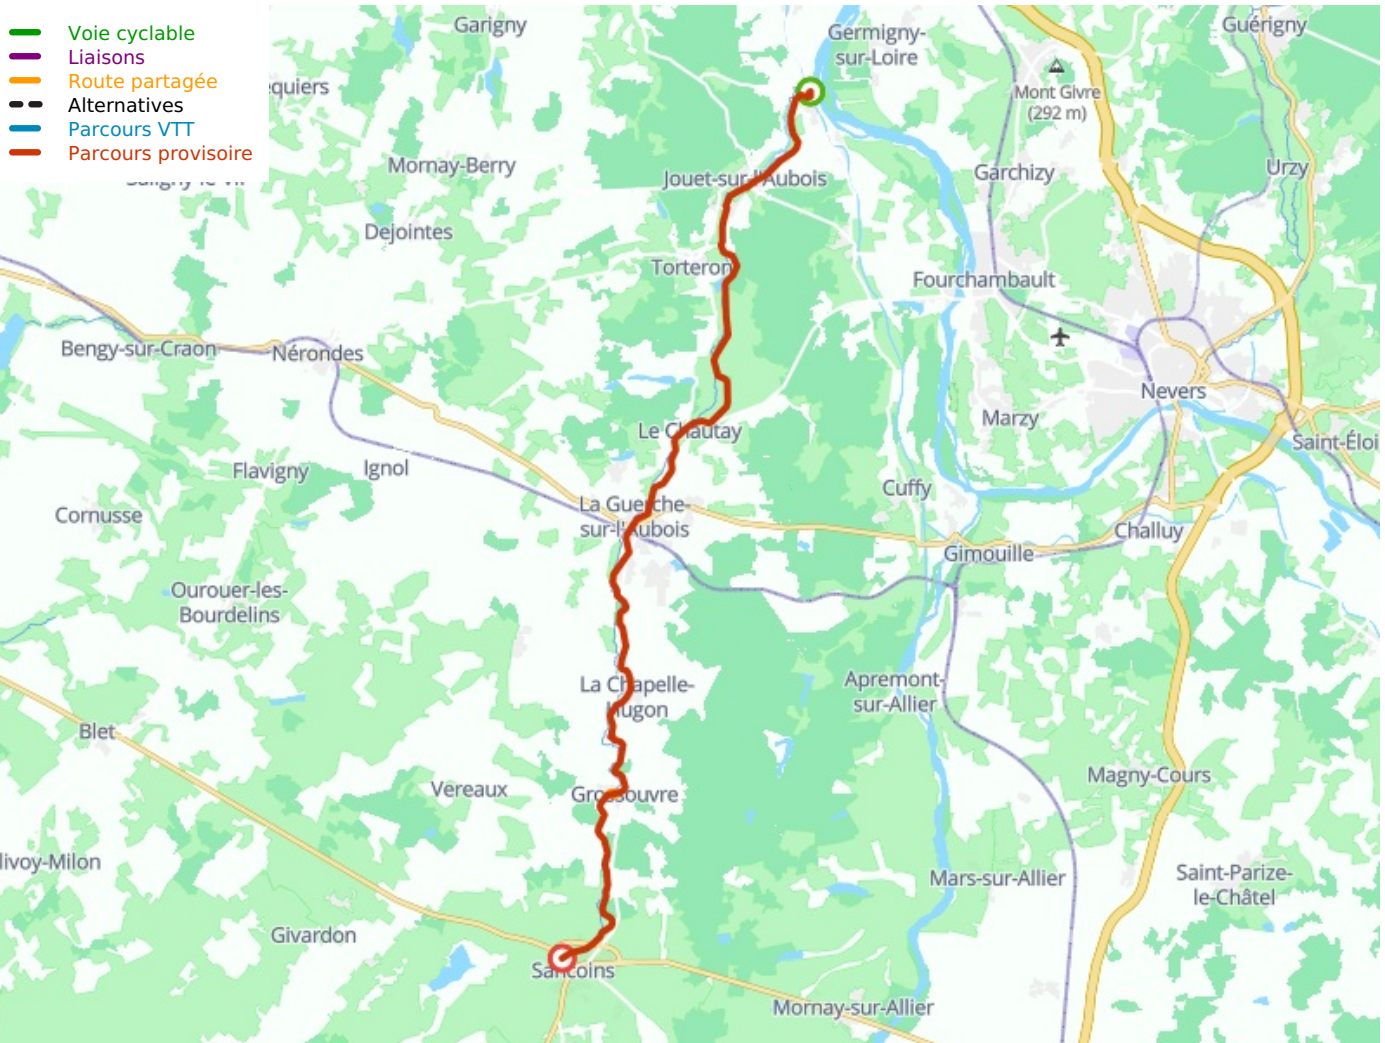 Voie cyclable
Liaisons
Route partagée
Alternatives
Parcours VTT
Parcours provisoire
Garigny
Germigny-
sur-Loire
Guérigny
equiers
Mont Givre
(292 m)
Mornay-Berry
Jouet-sur-l'Aubois
Garchizy
Urzy
Dejointes
Torteron
Fourchambault
Bengy-sur-Craon
Nérondes
Nevers
Marzy
Le Chautay
Saint-Éloi
Flavigny
Ignol
Cuffy
Cornusse
La Guerche-
sur-l'Aubois
Challuy
Gimouille
Ourouer-les-
Bourdelins
La Chapelle-
Hugon
Apremont-
sur-Allier
Blet
Magny-Cours
Vereaux
Grossouvre
livoy-Milon
Mars-sur-Allier
Saint-Parize-
le-Châtel
Givardon
Sancoins
Mornay-sur-Allier